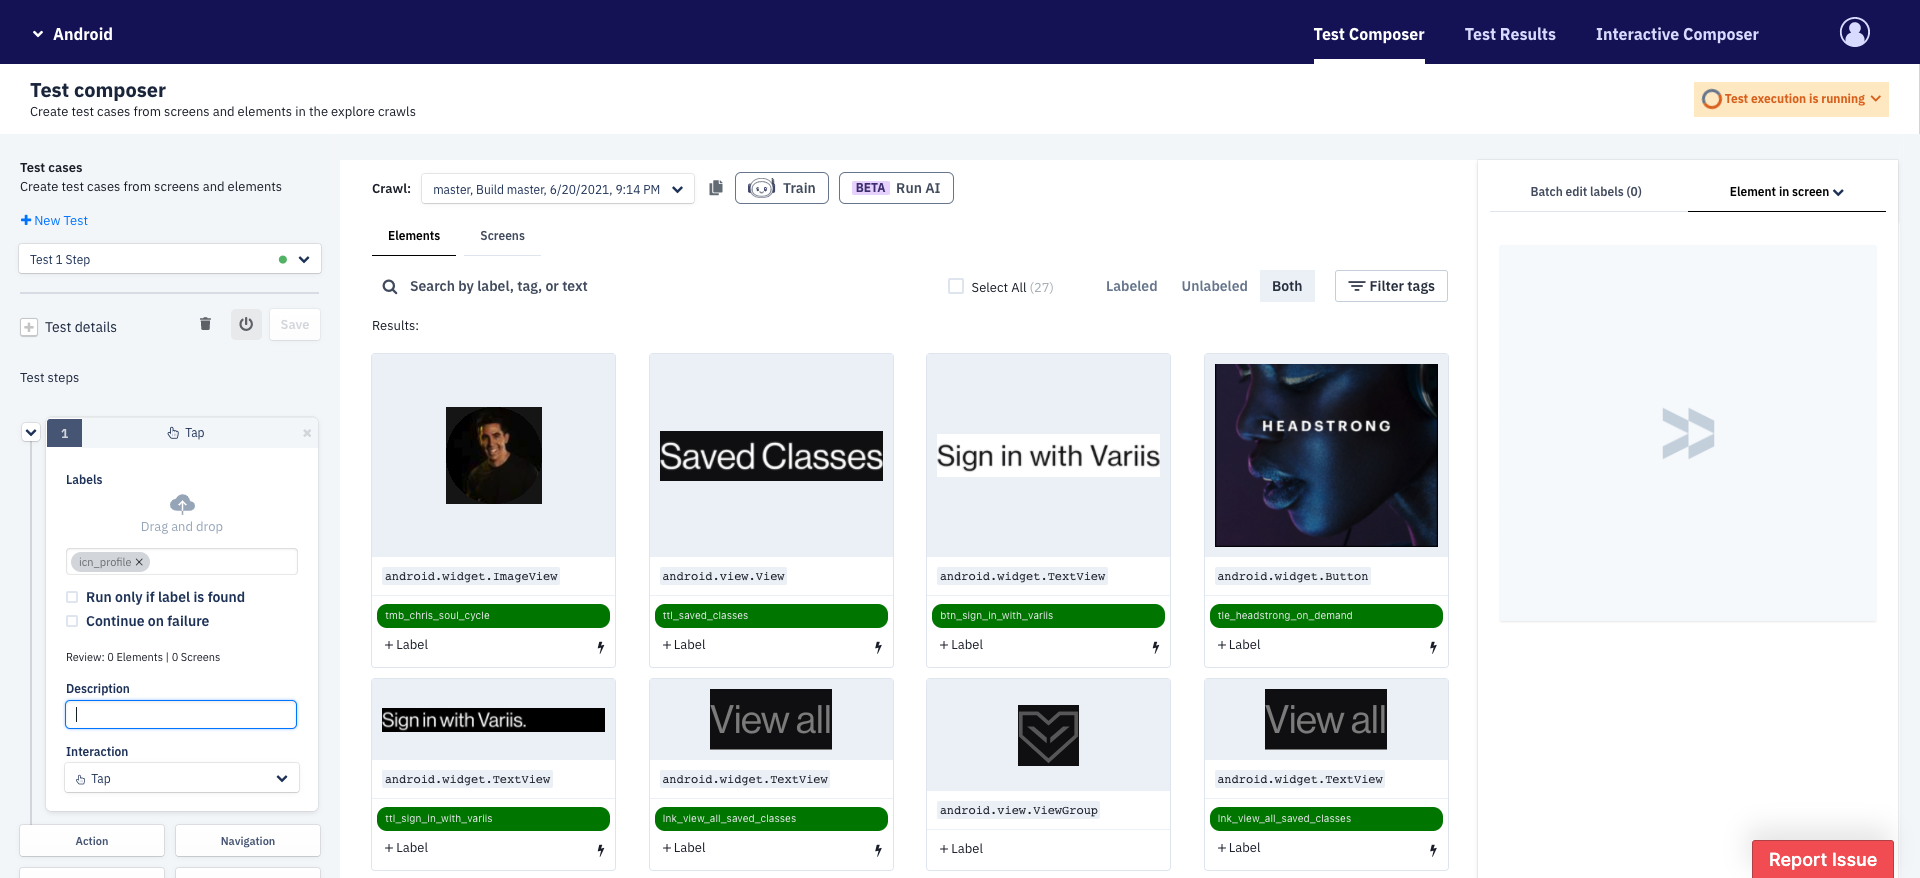 Android
Test Composer
Test Results
Interactive Composer
Test composer
Create test cases from screens and elements in the explore crawls
Test execution is running
Test cases
Create test cases from screens and elements
New Test
Test 1 Step
Test details
Save
Test steps
1
Tap
Labels
Drag and drop
icn_profile
Run only if label is found
Continue on failure
Review: 0 Elements | 0 Screens
Description
Interaction
Tap
Action
Navigation
Crawl:
master, Build master, 6/20/2021, 9:14 PM
Train
BETA Run AI
Elements
Screens
Search by label, tag, or text
Select All (27)
Labeled
Unlabeled
Both
Filter tags
Results:
Saved Classes
Sign in with Variis
HEADSTRONG
android.widget.ImageView
android.view.View
android.widget.TextView
android.widget.Button
tmb_chris_soul_cycle
ttl_saved_classes
btn_sign_in_with_variis
tle_headstrong_on_demand
+ Label
+ Label
+ Label
+ Label
Sign in with Variis.
View all
View all
android.widget.TextView
android.widget.TextView
android.view.ViewGroup
android.widget.TextView
ttl_sign_in_with_variis
lnk_view_all_saved_classes
lnk_view_all_saved_classes
+ Label
+ Label
+ Label
+ Label
Batch edit labels (0)
Element in screen
Report Issue